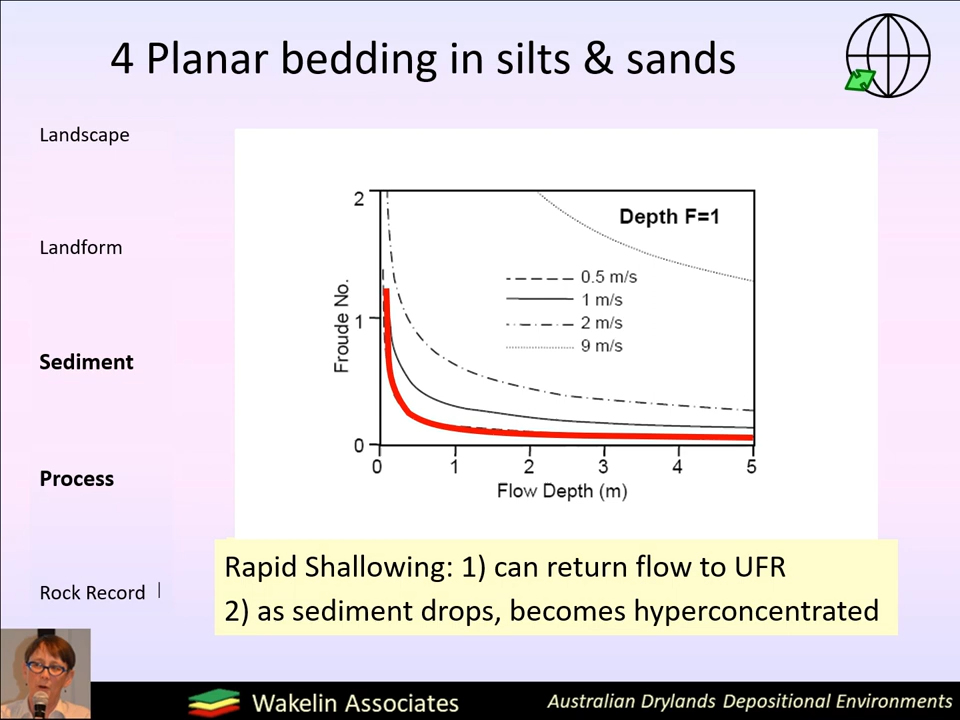 4 Planar bedding in silts & sands
Landscape
Landform
Sediment
Process
Rock Record
Depth F=1
0.5 m/s
1 m/s
2 m/s
9 m/s
Froude No.
2
1
0
0 1 2 3 4 5
Flow Depth (m)
Rapid Shallowing: 1) can return flow to UFR
2) as sediment drops, becomes hyperconcentrated
Wakelin Associates
Australian Drylands Depositional Environments